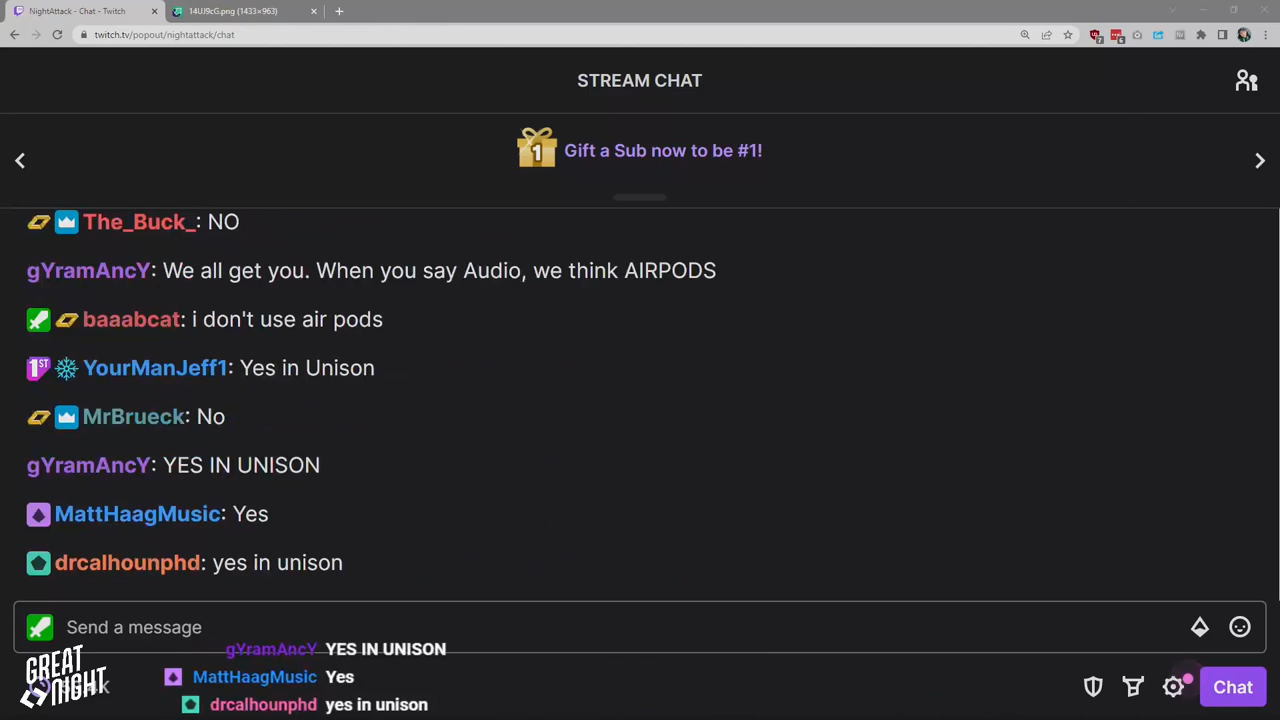 NightAttack - Chat - Twitch
14UJ9cG.png (1433×963)
twitch.tv/popout/nightattack/chat
STREAM CHAT
1 Gift a Sub now to be #1!
The_Buck_: NO
gYramAncY: We all get you. When you say Audio, we think AIRPODS
baaabcat: i don't use air pods
1ST YourManJeff1: Yes in Unison
MrBrueck: No
gYramAncY: YES IN UNISON
MattHaagMusic: Yes
drcalhounphd: yes in unison
Send a message
gYramAncY YES IN UNISON
MattHaagMusic Yes
drcalhounphd yes in unison
GREAT
NIGHT
Chat